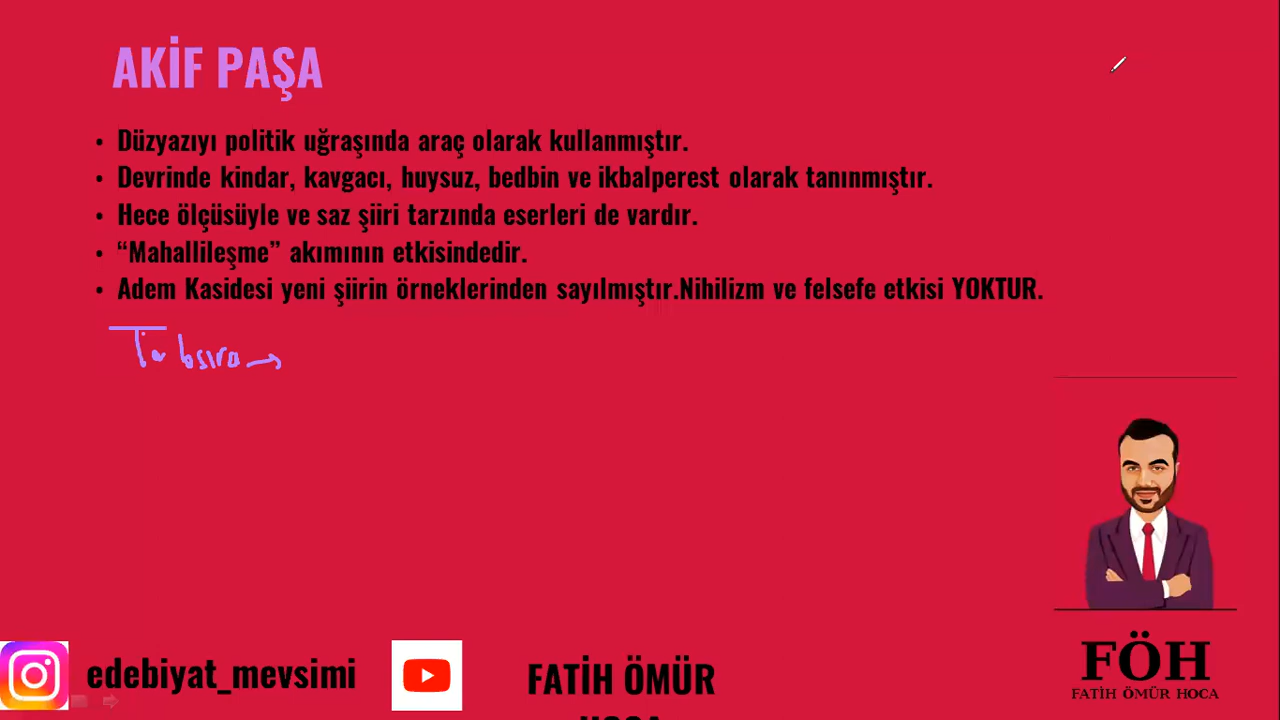 AKİF PAŞA
• Düzyazıyı politik uğraşında araç olarak kullanmıştır.
• Devrinde kindar, kavgacı, huysuz, bedbin ve ikbalperest olarak tanınmıştır.
• Hece ölçüsüyle ve saz şiiri tarzında eserleri de vardır.
• “Mahallileşme” akımının etkisindedir.
• Adem Kasidesi yeni şiirin örneklerinden sayılmıştır.Nihilizm ve felsefe etkisi YOKTUR.
Tabsıra →
FÖH
FATİH ÖMÜR HOCA
edebiyat_mevsimi
FATİH ÖMÜR
HOCA